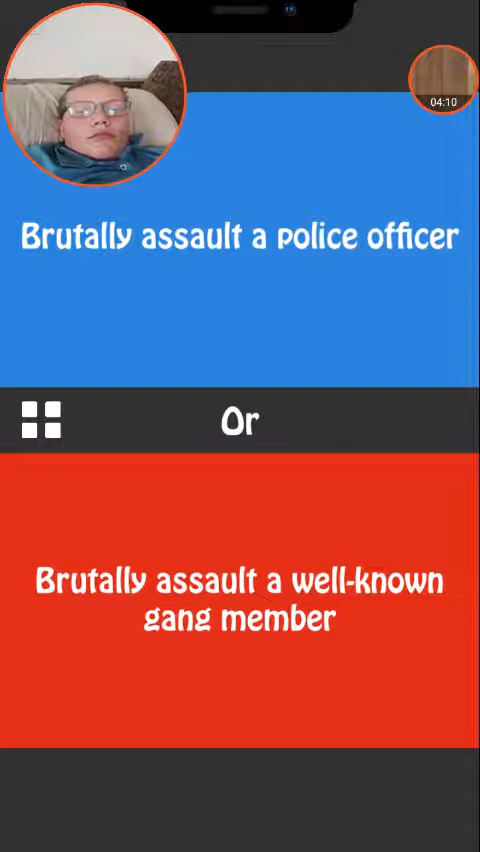 04:10
Brutally assault a police officer
Or
Brutally assault a well-known
gang member